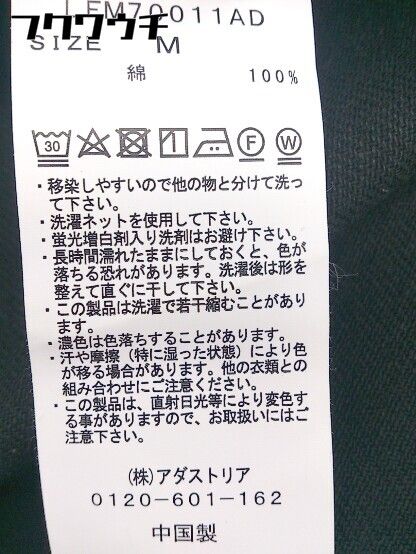 フクウクウチ
LEM70011AD
SIZE M
綿 100%
30 1 F W
・移染しやすいので他の物と分けて洗っ
て下さい。
・洗濯ネットを使用して下さい。
・蛍光増白剤入り洗剤はお避け下さい。
・長時間濡れたままにしておくと、色が
落ちる恐れがあります。洗濯後は形を
整えて直ぐに干して下さい。
・この製品は洗濯で若干縮むことがあり
ます。
・濃色は色落ちすることがあります。
・汗や摩擦（特に湿った状態）により色
が移る場合があります。他の衣類との
組み合わせにご注意ください。
・この製品は、直射日光等により変色す
る事がありますので、お取扱いにはご
注意下さい。
(株)アダストリア
0120-601-162
中国製